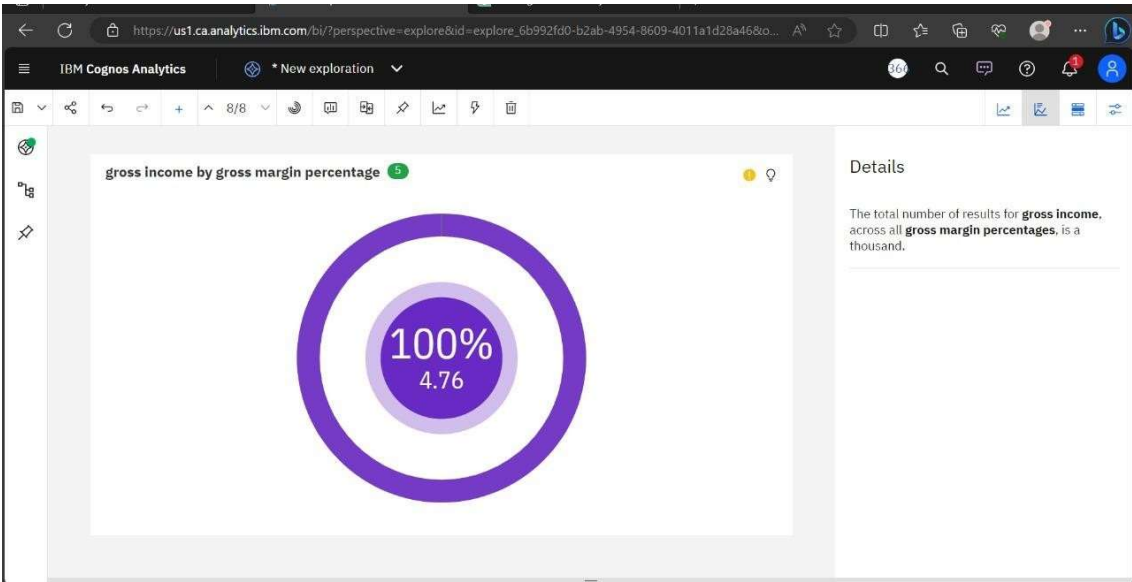 https://us1.ca.analytics.ibm.com/bi/?perspective=explore&id=explore_6b992fd0-b2ab-4954-8609-4011a1d28a46&o...
IBM Cognos Analytics
* New exploration
366
1
8/8
gross income by gross margin percentage 5
100%
4.76
Details
The total number of results for gross income,
across all gross margin percentages, is a
thousand.